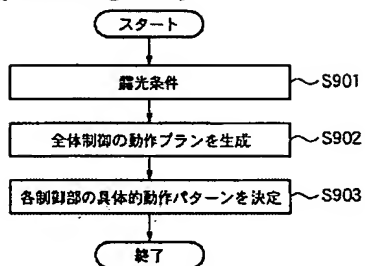 スタート
露光条件
S901
全体制御の動作プランを生成
S902
各制御部の具体的動作パターンを決定
S903
終了